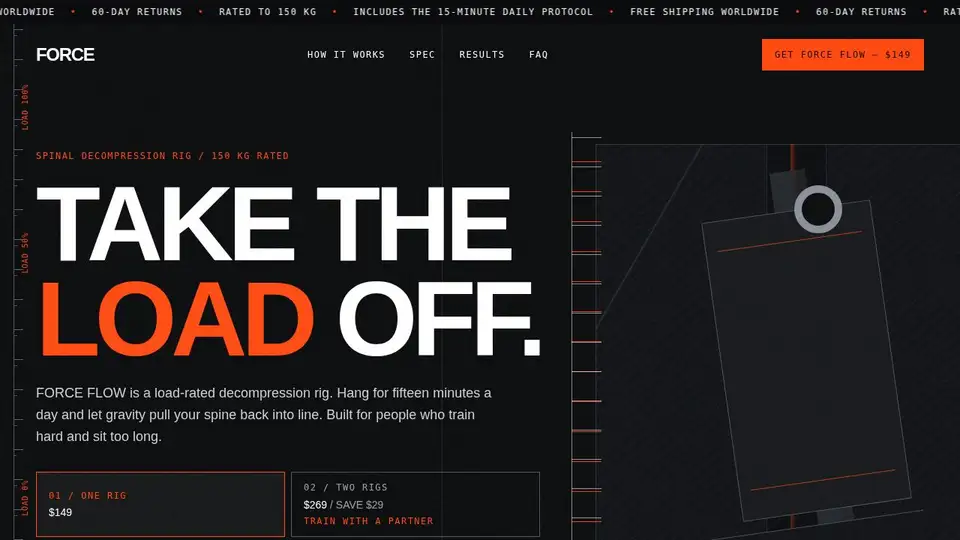 WORLDWIDE • 60-DAY RETURNS • RATED TO 150 KG • INCLUDES THE 15-MINUTE DAILY PROTOCOL • FREE SHIPPING WORLDWIDE • 60-DAY RETURNS •
FORCE
HOW IT WORKS SPEC RESULTS FAQ
GET FORCE FLOW — $149
LOAD 100%
LOAD 50%
LOAD 0%
SPINAL DECOMPRESSION RIG / 150 KG RATED
TAKE THE
LOAD OFF.
FORCE FLOW is a load-rated decompression rig. Hang for fifteen minutes a
day and let gravity pull your spine back into line. Built for people who train
hard and sit too long.
01 / ONE RIG
$149
02 / TWO RIGS
$269 / SAVE $29
TRAIN WITH A PARTNER